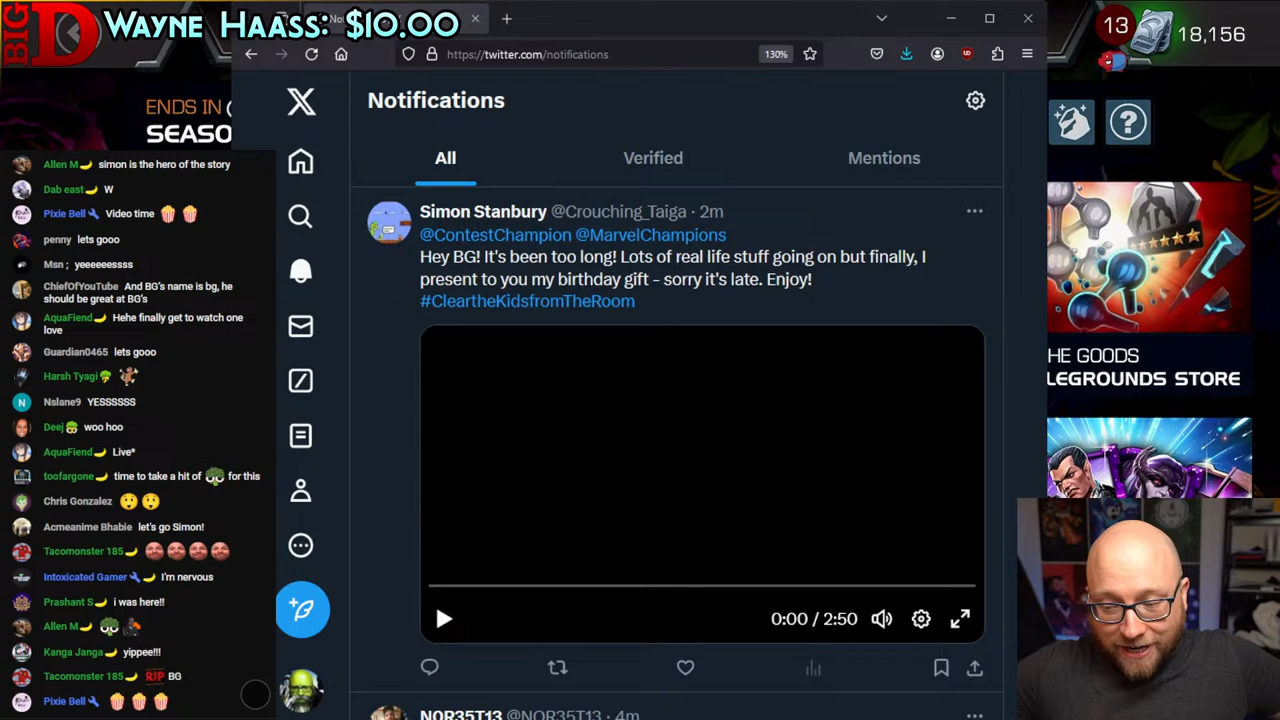 BIG D
WAYNE HAASS: $10.00
https://twitter.com/notifications
130%
13
18,156
ENDS IN
SEASO
Notifications
All
Verified
Mentions
Simon Stanbury @Crouching_Taiga · 2m
@ContestChampion @MarvelChampions
Hey BG! It's been too long! Lots of real life stuff going on but finally, I
present to you my birthday gift - sorry it's late. Enjoy!
#CleartheKidsfromTheRoom
0:00 / 2:50
NOR35T13 @NOR35T13 · 4m
Allen M simon is the hero of the story
Dab east W
Pixie Bell Video time
penny lets gooo
Msn ; yeeeeeessss
ChiefOfYouth And BG's name is bg, he
should be great at BG's
AquaFiend Hehe finally get to watch one
love
Guardian0465 lets gooo
Harsh Tyagi
N
Nslane9 YESSSSSS
Deej woo hoo
AquaFiend Live*
toofargone time to take a hit of for this
Chris Gonzalez
Acmeanime Bhabie let's go Simon!
Tacomonster 185
Intoxicated Gamer I'm nervous
Prashant S i was here!!
Allen M
Kanga Janga yippee!!!
Tacomonster 185 RIP BG
Pixie Bell
HE GOODS
LEGROUNDS STORE